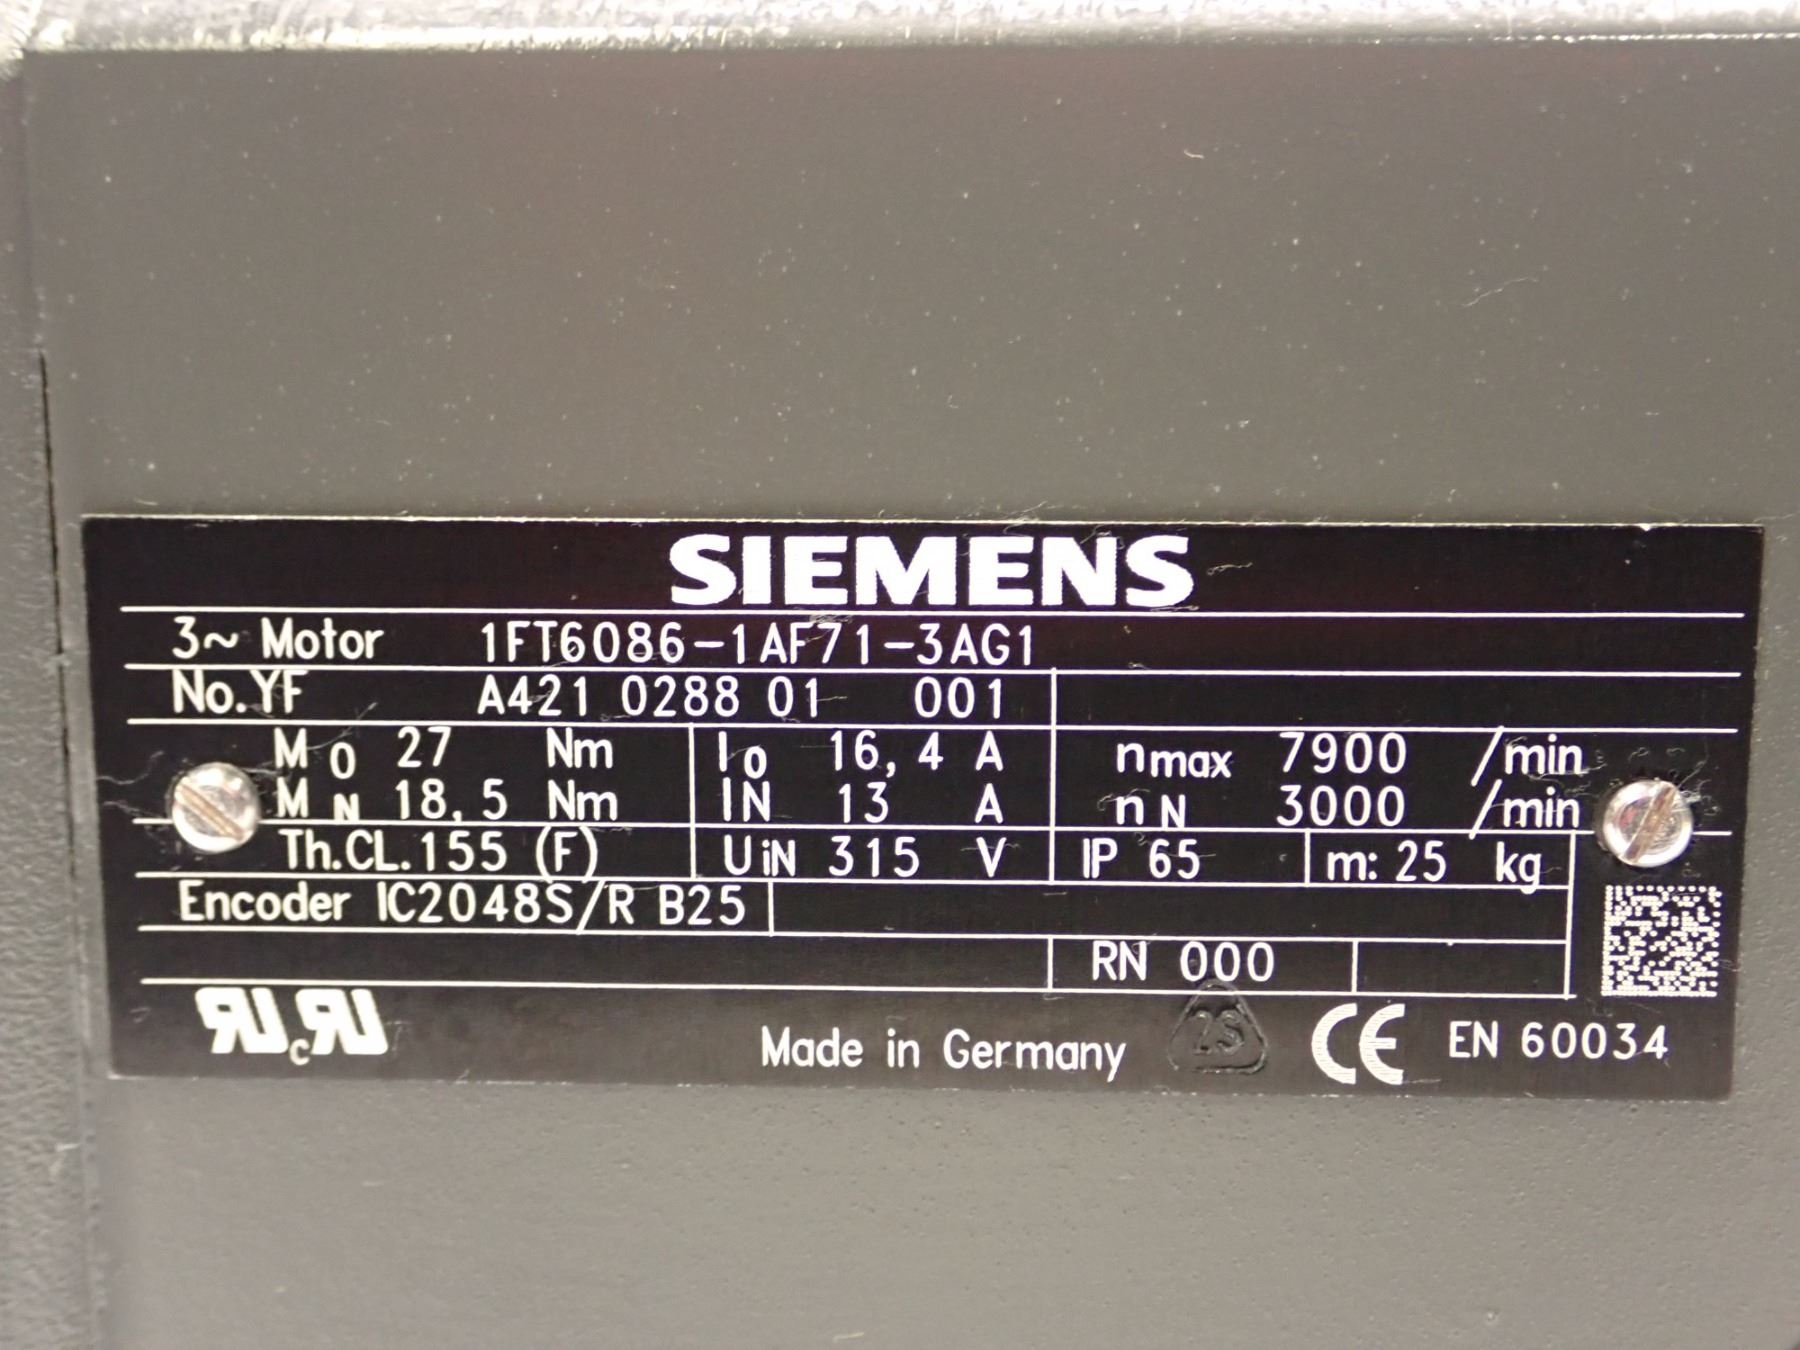 SIEMENS
3~ Motor 1FT6086-1AF71-3AG1
No.YF A421 0288 01 001
M0 27 Nm I0 16,4 A nmax 7900 /min
MN 18,5 Nm IN 13 A nN 3000 /min
Th.CL.155 (F) UiN 315 V IP 65 m: 25 kg
Encoder IC2048S/R B25
RN 000
Made in Germany CE EN 60034